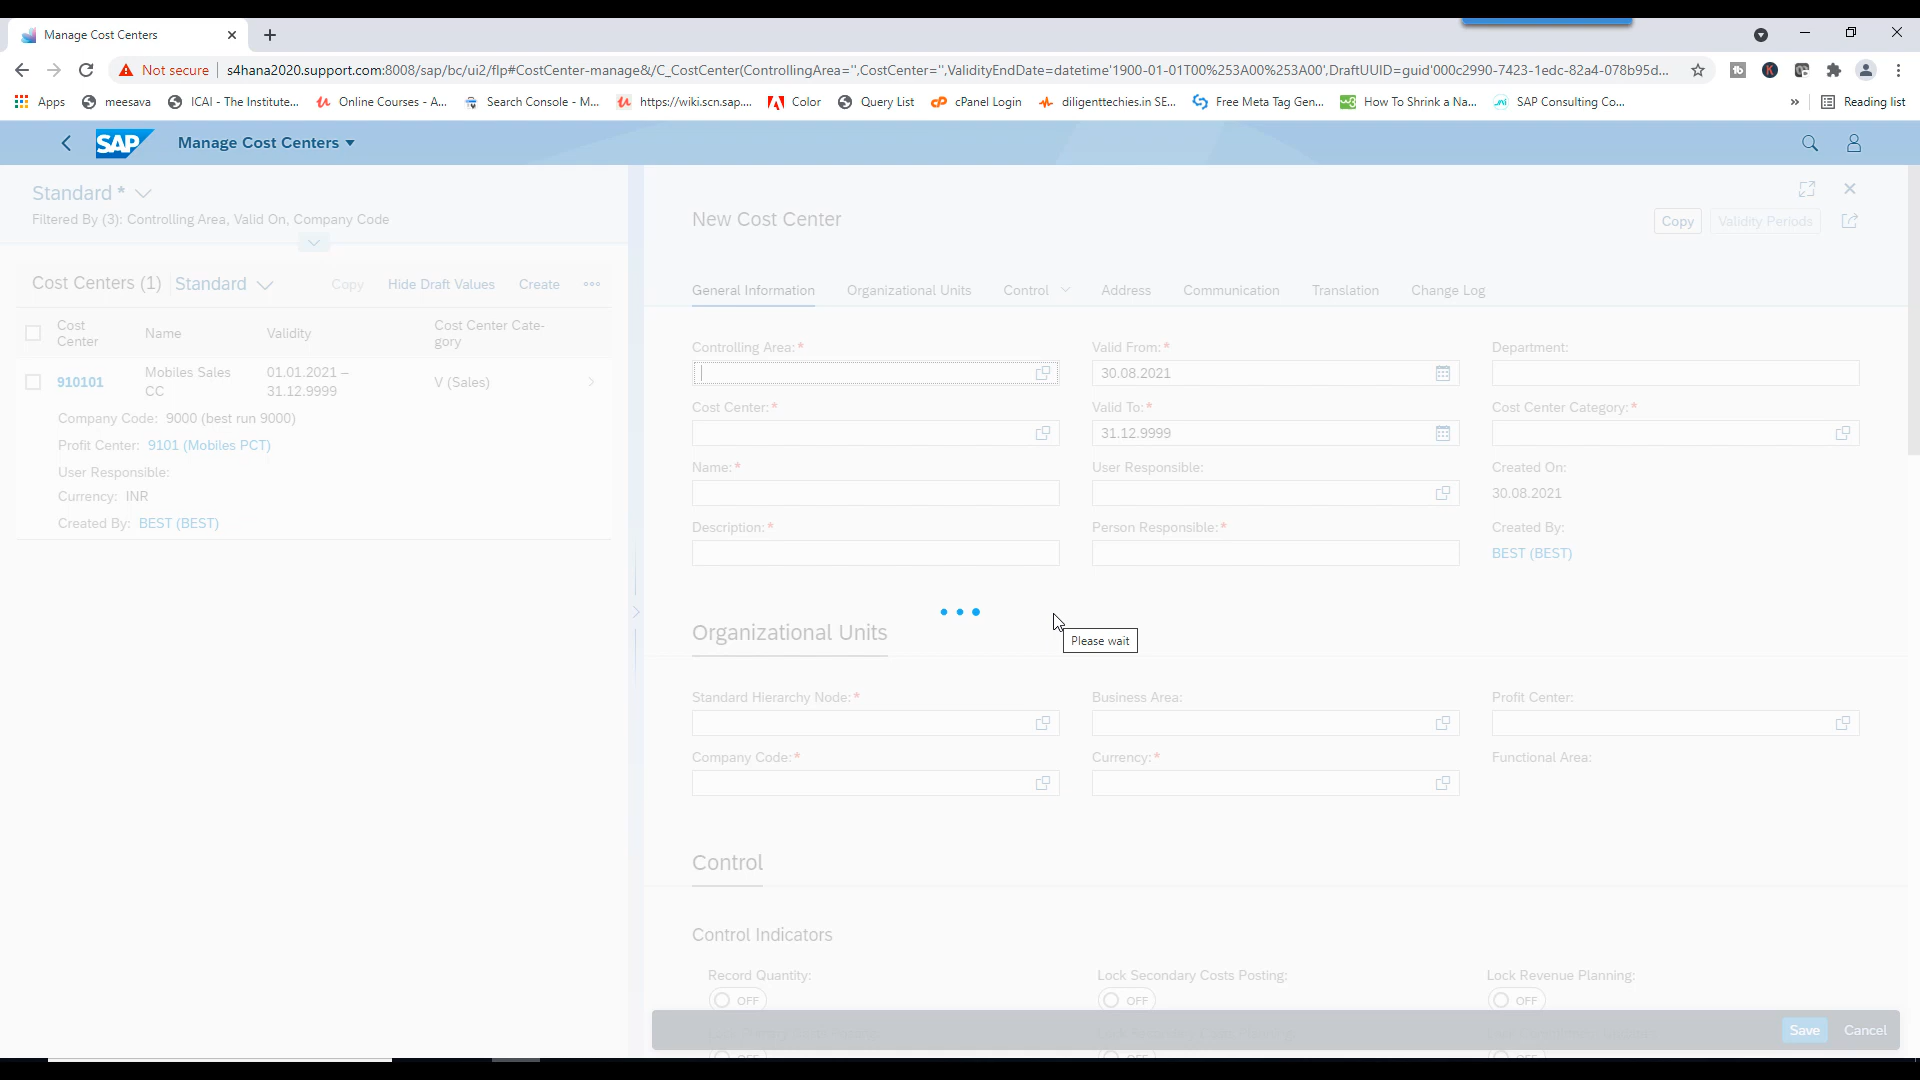 Manage Cost Centers
Not secure
s4hana2020.support.com:8008/sap/bc/ui2/flp#CostCenter-manage&/C_CostCenter(ControllingArea='',CostCenter='',ValidityEndDate=datetime'1900-01-01T00%253A00%253A00',DraftUUID=guid'000c2990-7423-1edc-82a4-078b95d...
Apps
meesava
ICAI - The Institute...
Online Courses - A...
Search Console - M...
https://wiki.scn.sap....
Color
Query List
cPanel Login
diligenttechies.in SE...
Free Meta Tag Gen...
How To Shrink a Na...
SAP Consulting Co...
»
Reading list
SAP
Manage Cost Centers
Standard *
Filtered By (3): Controlling Area, Valid On, Company Code
Cost Centers (1)
Standard
Copy
Hide Draft Values
Create
Cost Center
Name
Validity
Cost Center Cate-
gory
910101
Mobiles Sales
CC
01.01.2021 –
31.12.9999
V (Sales)
Company Code: 9000 (best run 9000)
Profit Center: 9101 (Mobiles PCT)
User Responsible:
Currency: INR
Created By: BEST (BEST)
New Cost Center
Copy
Validity Periods
General Information
Organizational Units
Control
Address
Communication
Translation
Change Log
Controlling Area:*
Valid From:*
30.08.2021
Department:
Cost Center:*
Valid To:*
31.12.9999
Cost Center Category:*
Name:*
User Responsible:
Created On:
30.08.2021
Description:*
Person Responsible:*
Created By:
BEST (BEST)
Please wait
Organizational Units
Standard Hierarchy Node:*
Business Area:
Profit Center:
Company Code:*
Currency:*
Functional Area:
Control
Control Indicators
Record Quantity:
OFF
Lock Secondary Costs Posting:
OFF
Lock Revenue Planning:
OFF
Save
Cancel